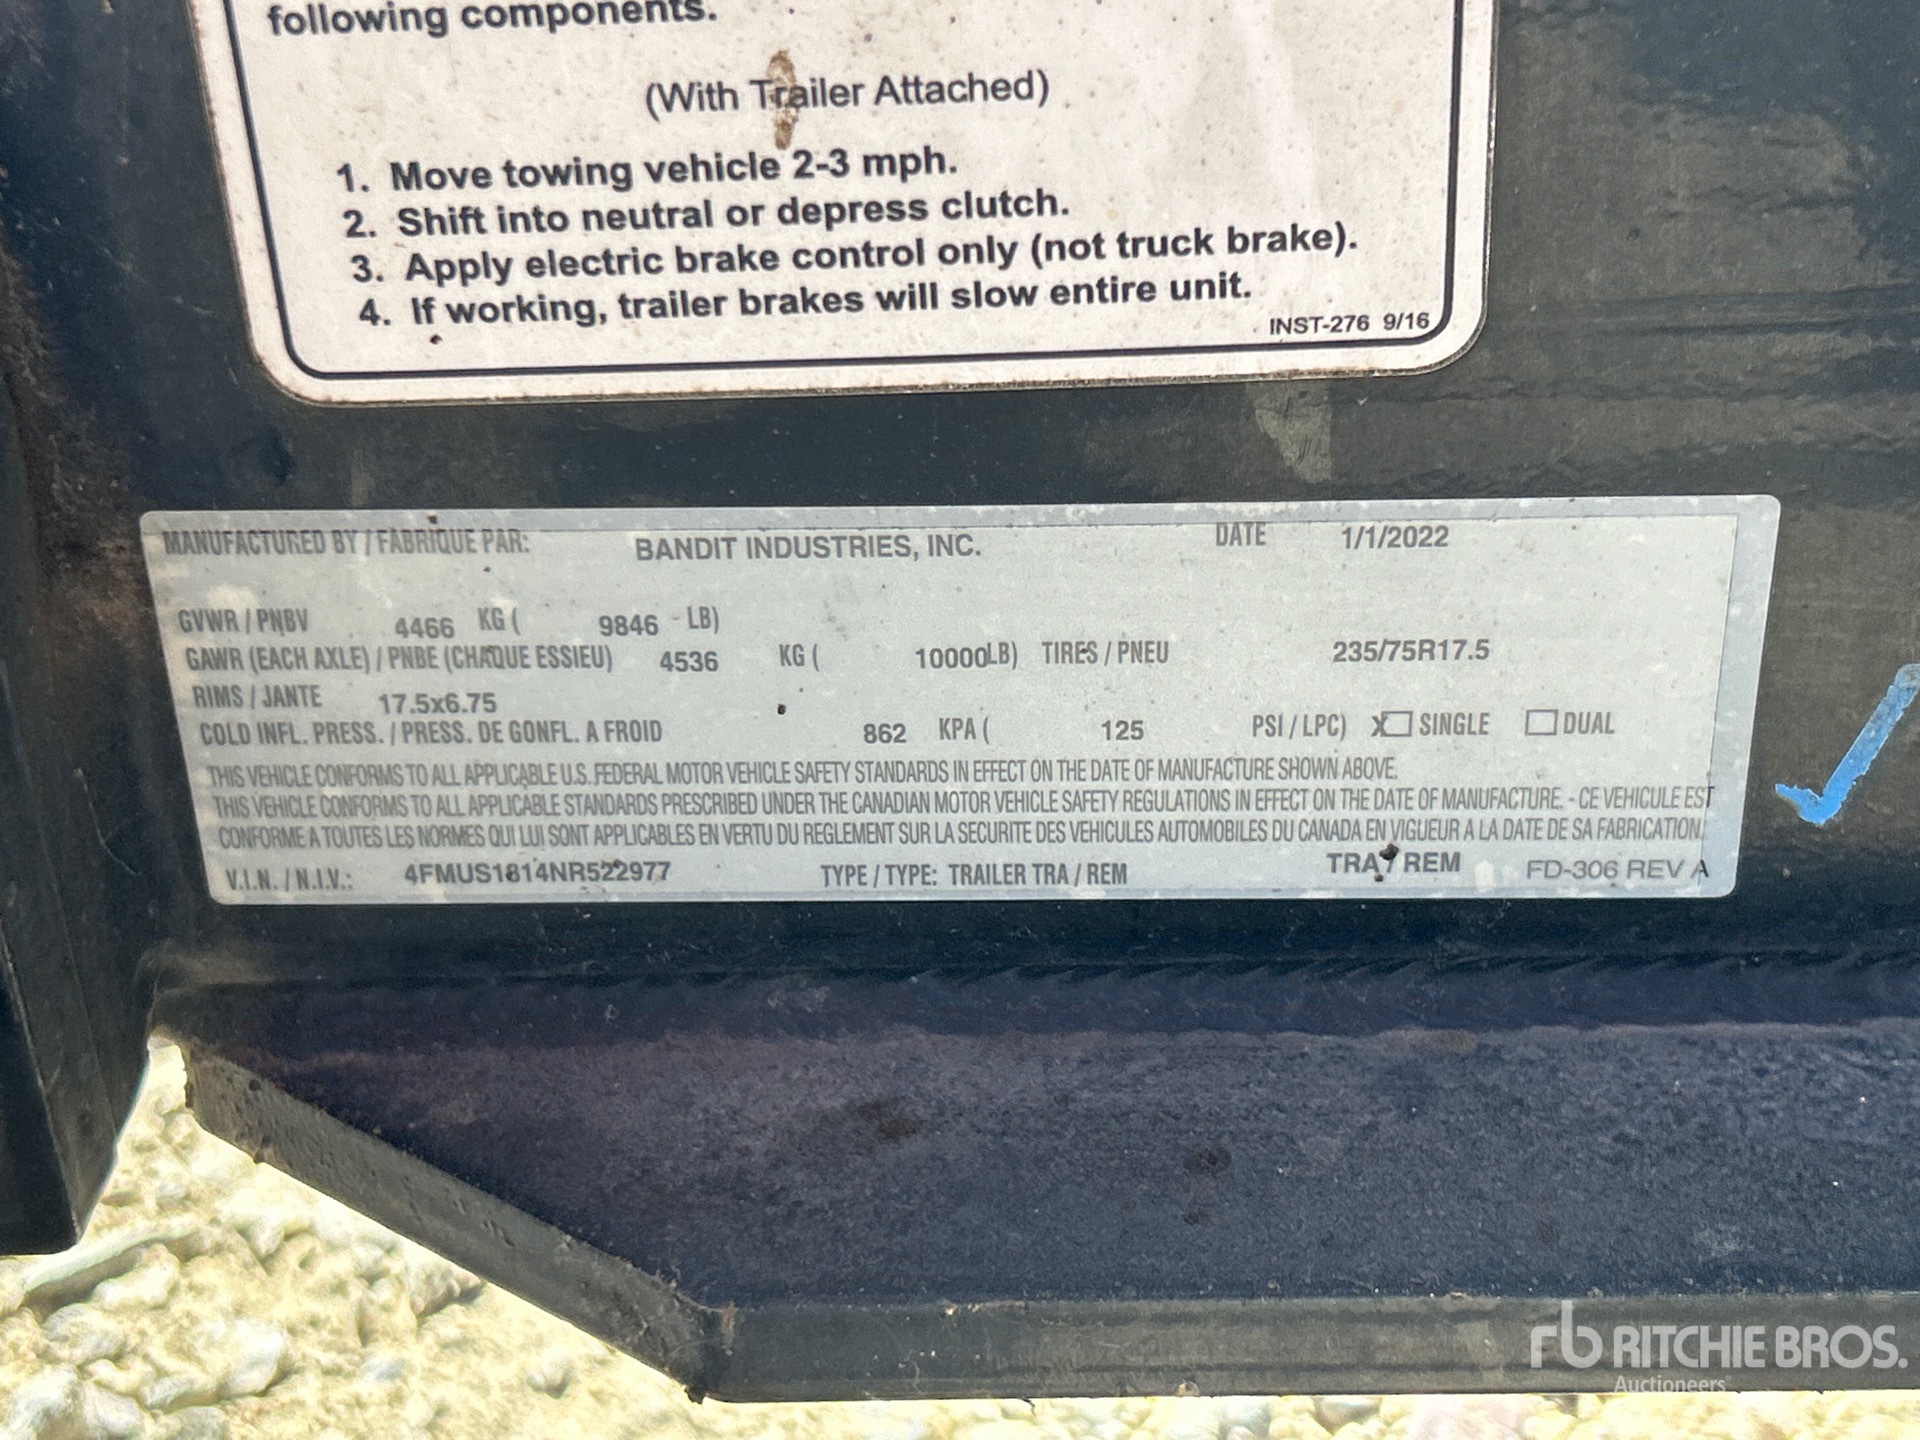 following components.
(With Trailer Attached)
1. Move towing vehicle 2-3 mph.
2. Shift into neutral or depress clutch.
3. Apply electric brake control only (not truck brake).
4. If working, trailer brakes will slow entire unit.
INST-276 9/16
MANUFACTURED BY / FABRIQUE PAR: BANDIT INDUSTRIES, INC. DATE 1/1/2022
GVWR / PNBV 4466 KG ( 9846 LB)
GAWR (EACH AXLE) / PNBE (CHAQUE ESSIEU) 4536 KG ( 10000LB) TIRES / PNEU 235/75R17.5
RIMS / JANTE 17.5x6.75
COLD INFL. PRESS. / PRESS. DE GONFL. A FROID 862 KPA ( 125 PSI / LPC) X☐ SINGLE ☐ DUAL
THIS VEHICLE CONFORMS TO ALL APPLICABLE U.S. FEDERAL MOTOR VEHICLE SAFETY STANDARDS IN EFFECT ON THE DATE OF MANUFACTURE SHOWN ABOVE.
THIS VEHICLE CONFORMS TO ALL APPLICABLE STANDARDS PRESCRIBED UNDER THE CANADIAN MOTOR VEHICLE SAFETY REGULATIONS IN EFFECT ON THE DATE OF MANUFACTURE. - CE VEHICULE EST
CONFORME A TOUTES LES NORMES QUI LUI SONT APPLICABLES EN VERTU DU REGLEMENT SUR LA SECURITE DES VEHICULES AUTOMOBILES DU CANADA EN VIGUEUR A LA DATE DE SA FABRICATION.
V.I.N. / N.I.V.: 4FMUS1814NR522977 TYPE / TYPE: TRAILER TRA / REM TRA / REM FD-306 REV A
rb RITCHIE BROS.
Auctioneers